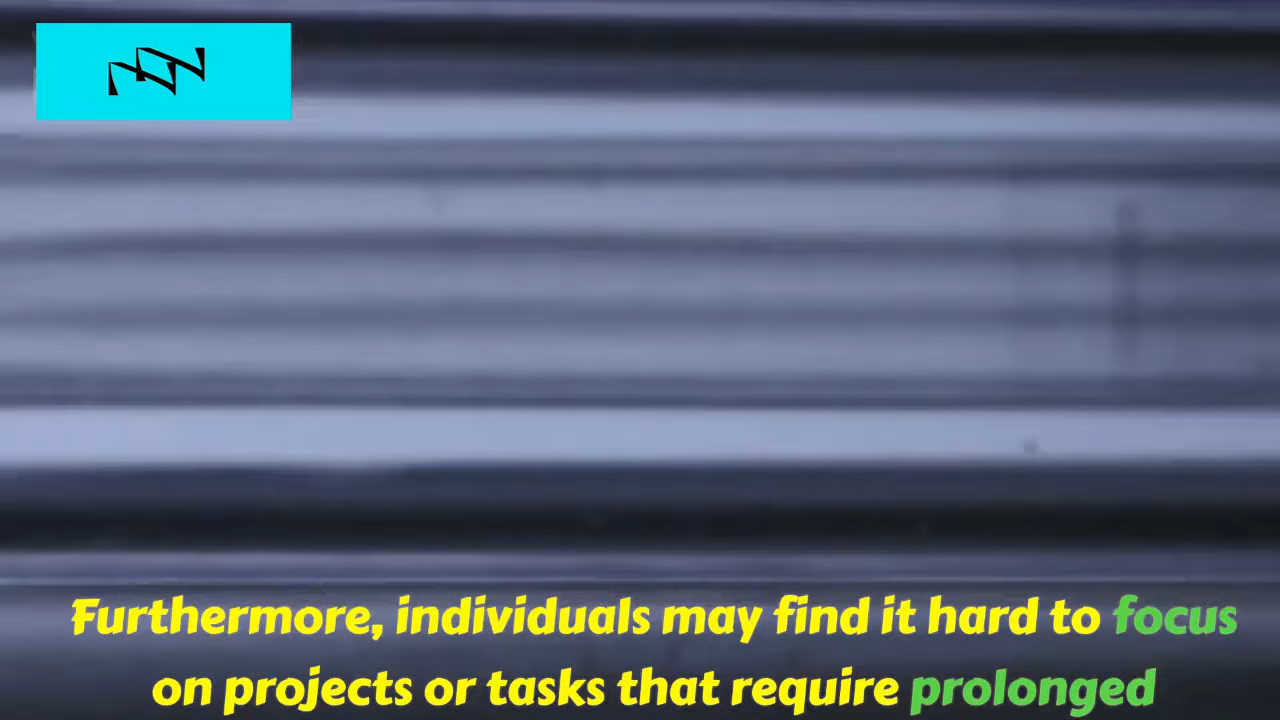 Furthermore, individuals may find it hard to focus
on projects or tasks that require prolonged